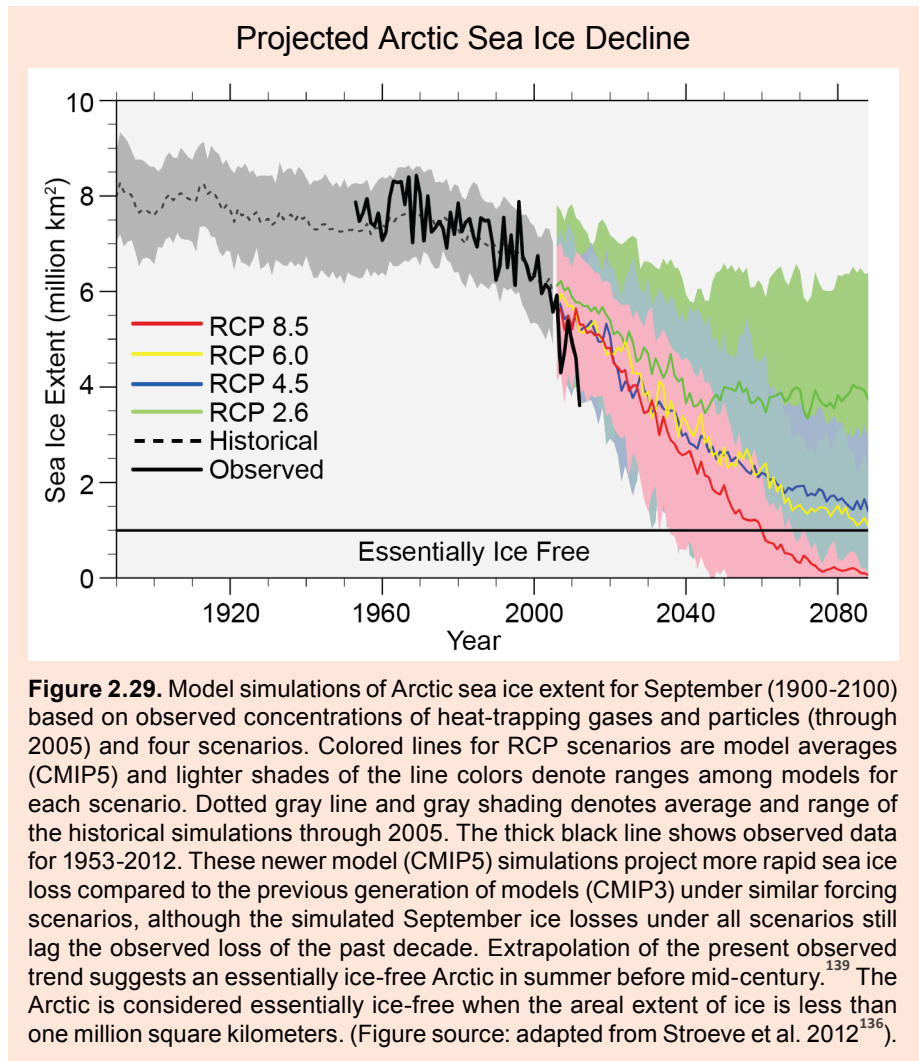 Projected Arctic Sea Ice Decline
Sea Ice Extent (million km²)
10
8
6
4
2
0
RCP 8.5
RCP 6.0
RCP 4.5
RCP 2.6
Historical
Observed
Essentially Ice Free
1920
1960
2000
2040
2080
Year
Figure 2.29. Model simulations of Arctic sea ice extent for September (1900-2100)
based on observed concentrations of heat-trapping gases and particles (through
2005) and four scenarios. Colored lines for RCP scenarios are model averages
(CMIP5) and lighter shades of the line colors denote ranges among models for
each scenario. Dotted gray line and gray shading denotes average and range of
the historical simulations through 2005. The thick black line shows observed data
for 1953-2012. These newer model (CMIP5) simulations project more rapid sea ice
loss compared to the previous generation of models (CMIP3) under similar forcing
scenarios, although the simulated September ice losses under all scenarios still
lag the observed loss of the past decade. Extrapolation of the present observed
trend suggests an essentially ice-free Arctic in summer before mid-century.¹³⁹ The
Arctic is considered essentially ice-free when the areal extent of ice is less than
one million square kilometers. (Figure source: adapted from Stroeve et al. 2012¹³⁶).